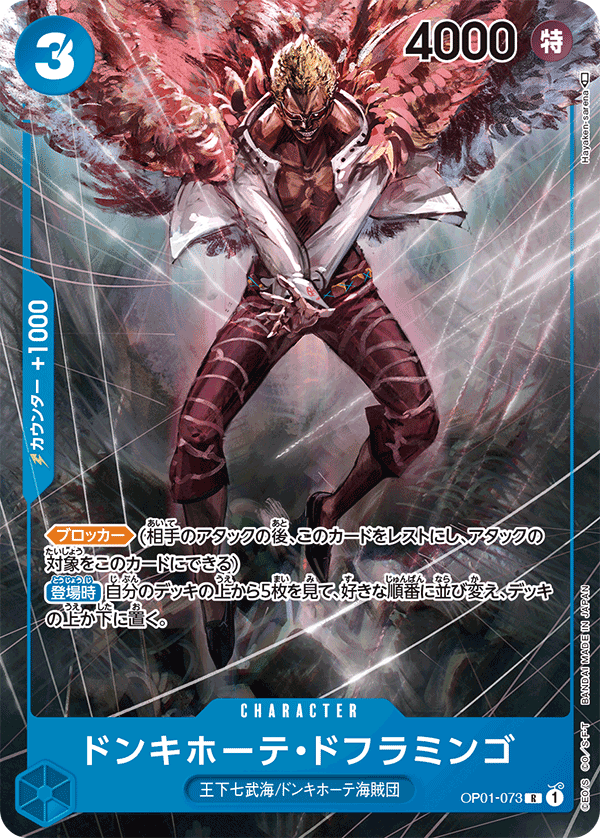 3
4000 特
Hayaken-sarena
カウンター +1000
ブロッカー (相手のアタックの後、このカードをレストにし、アタックの
対象をこのカードにできる)
登場時 自分のデッキの上から5枚を見て、好きな順番に並び変え、デッキ
の上か下に置く。
CHARACTER
ドンキホーテ・ドフラミンゴ
王下七武海/ドンキホーテ海賊団
OP01-073 R 1
©E©/S ©O/S・F・T BANDAI MADE IN JAPAN